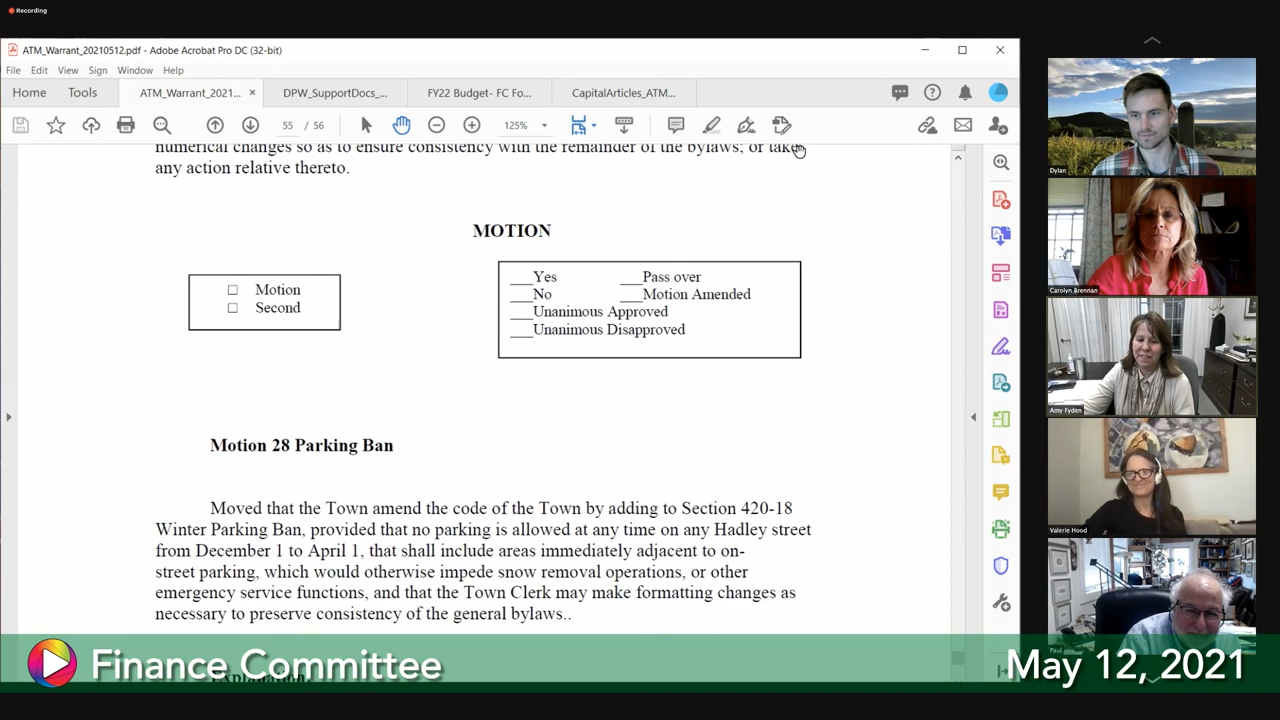 Recording
ATM_Warrant_20210512.pdf - Adobe Acrobat Pro DC (32-bit)
File Edit View Sign Window Help
Home Tools ATM_Warrant_2021... × DPW_SupportDocs_... FY22 Budget- FC Fo... CapitalArticles_ATM...
55 / 56 125%
numerical changes so as to ensure consistency with the remainder of the bylaws; or take
any action relative thereto.
MOTION
Motion
Second
___Yes ___Pass over
___No ___Motion Amended
___Unanimous Approved
___Unanimous Disapproved
Motion 28 Parking Ban
Moved that the Town amend the code of the Town by adding to Section 420-18
Winter Parking Ban, provided that no parking is allowed at any time on any Hadley street
from December 1 to April 1, that shall include areas immediately adjacent to on-
street parking, which would otherwise impede snow removal operations, or other
emergency service functions, and that the Town Clerk may make formatting changes as
necessary to preserve consistency of the general bylaws..
Explanation
Dylan
Carolyn Brennan
Amy Fyden
Valerie Hood
Paul
Finance Committee
May 12, 2021